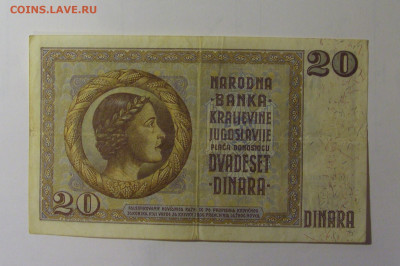 COINS.LAVE.RU
20
NARODNA
BANKA
KRALJEVINE
JUGOSLAVIJE
PLAĆA DONOSIOCU
DVADESET
DINARA
20
DINARA